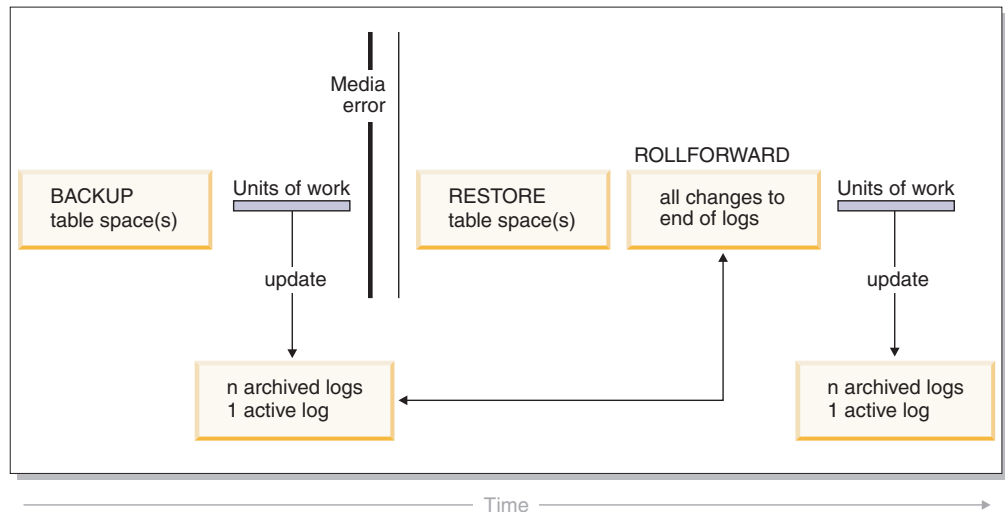 Media
error
ROLLFORWARD
BACKUP
table space(s)
Units of work
RESTORE
table space(s)
all changes to
end of logs
Units of work
update
update
n archived logs
1 active log
n archived logs
1 active log
Time